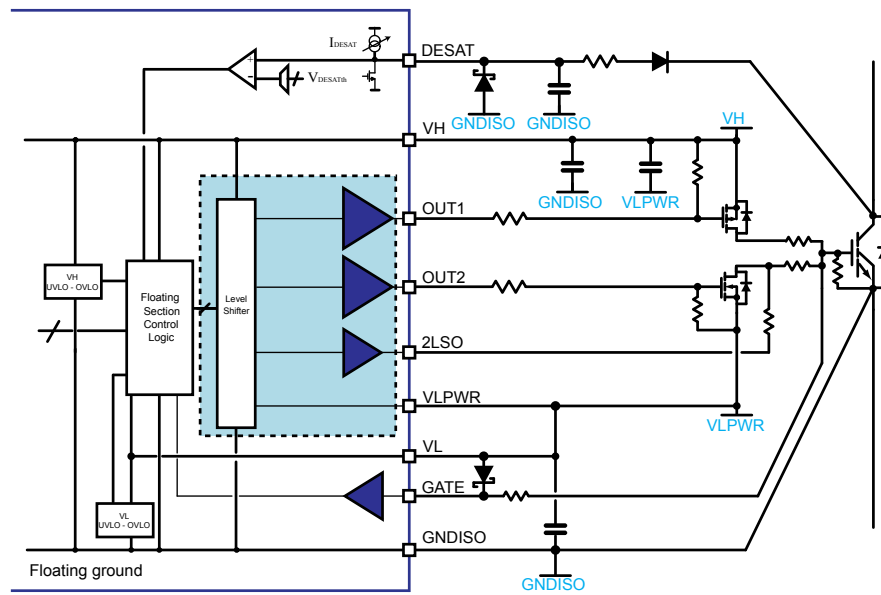 IDESAT
DESAT
+
-
VDESATth
GNDISO
GNDISO
VH
VH
GNDISO
VLPWR
OUT1
VH
UVLO - OVLO
Floating
Section
Control
Logic
Level
Shifter
OUT2
2LSO
VLPWR
VLPWR
VL
GATE
VL
UVLO - OVLO
GNDISO
Floating ground
GNDISO